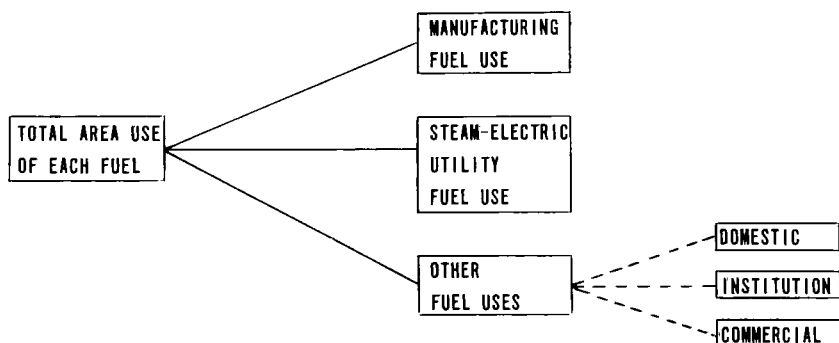 MANUFACTURING
FUEL USE
TOTAL AREA USE
OF EACH FUEL
STEAM-ELECTRIC
UTILITY
FUEL USE
OTHER
FUEL USES
DOMESTIC
INSTITUTION
COMMERCIAL